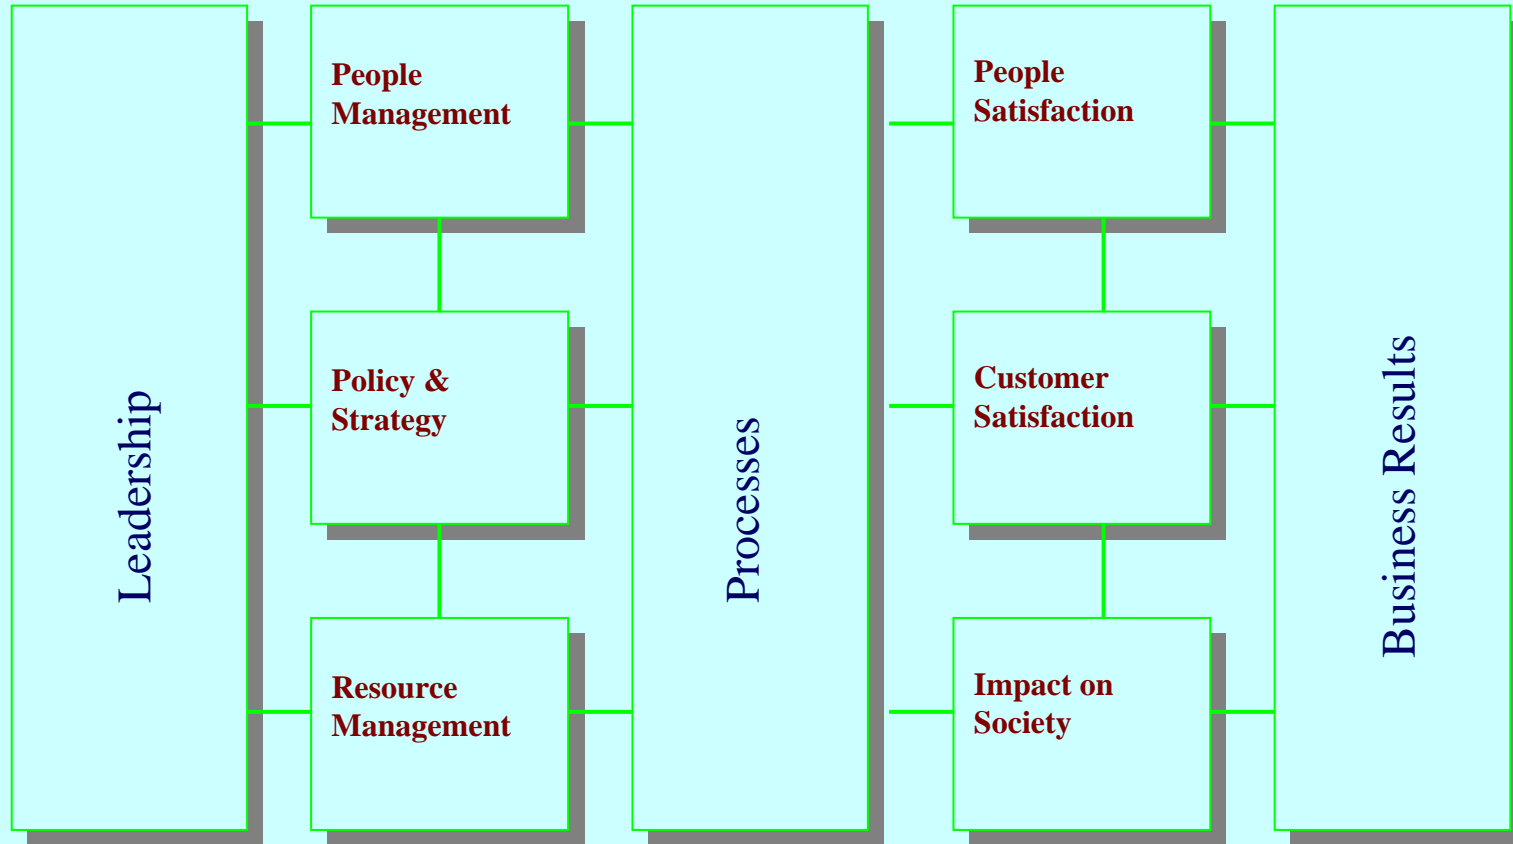 Leadership
People
Management
Policy &
Strategy
Resource
Management
Processes
People
Satisfaction
Customer
Satisfaction
Impact on
Society
Business Results